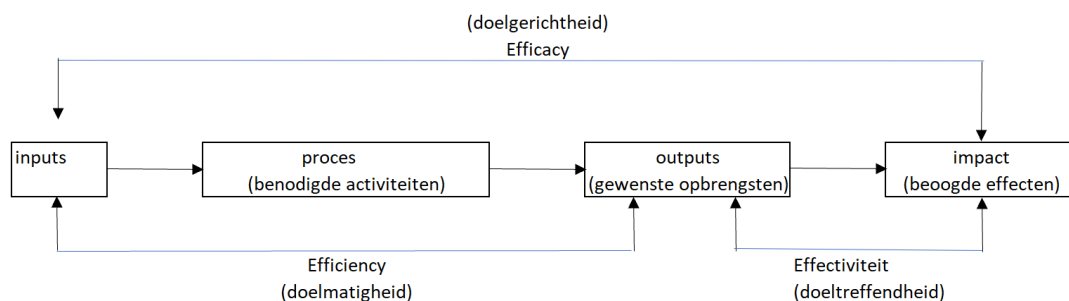 (doelgerichtheid)
Efficacy
inputs
proces
(benodigde activiteiten)
outputs
(gewenste opbrengsten)
impact
(beoogde effecten)
Efficiency
(doelmatigheid)
Effectiviteit
(doeltreffendheid)